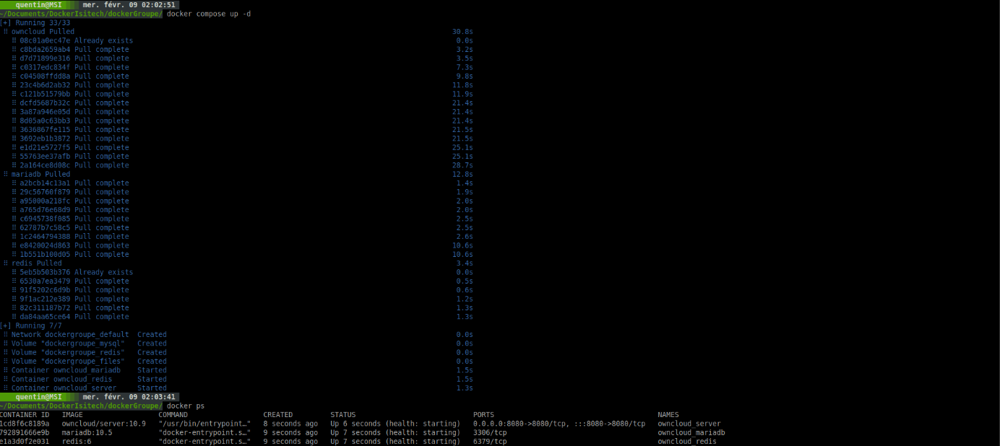 quentin@MSI mer. févr. 09 02:02:51
~/Documents/DockerIsitech/dockerGroupe/ docker compose up -d
[+] Running 33/33
⠿ owncloud Pulled 30.8s
⠿ 08c01a0ec47e Already exists 0.0s
⠿ c8bda2659ab4 Pull complete 3.2s
⠿ d7d71899e316 Pull complete 3.5s
⠿ c0317edc834f Pull complete 7.3s
⠿ c04508ffdd8a Pull complete 9.8s
⠿ 23c4b6d2ab32 Pull complete 11.8s
⠿ c121b51579bb Pull complete 11.9s
⠿ dcfd5687b32c Pull complete 21.4s
⠿ 3a87a946e05d Pull complete 21.4s
⠿ 8d05a0c63bb3 Pull complete 21.4s
⠿ 3636867fe115 Pull complete 21.5s
⠿ 3692eb1b3872 Pull complete 21.5s
⠿ e1d21e5727f5 Pull complete 25.1s
⠿ 55763ee37afb Pull complete 25.1s
⠿ 2a164ce8d08c Pull complete 28.7s
⠿ mariadb Pulled 12.8s
⠿ a2bcb14c13a1 Pull complete 1.4s
⠿ 29c56760f879 Pull complete 1.9s
⠿ a95000a218fc Pull complete 2.0s
⠿ a765d76e68d9 Pull complete 2.0s
⠿ c6945738f085 Pull complete 2.5s
⠿ 62787b7c58c5 Pull complete 2.5s
⠿ 1c2464794388 Pull complete 2.6s
⠿ e8420024d863 Pull complete 10.6s
⠿ 1b551b100d05 Pull complete 10.6s
⠿ redis Pulled 3.4s
⠿ 5eb5b503b376 Already exists 0.0s
⠿ 6530a7ea3479 Pull complete 0.5s
⠿ 91f5202c6d9b Pull complete 0.6s
⠿ 9f1ac212e389 Pull complete 1.2s
⠿ 82c311187b72 Pull complete 1.3s
⠿ da84aa65ce64 Pull complete 1.3s
[+] Running 7/7
⠿ Network dockergroupe_default Created 0.0s
⠿ Volume "dockergroupe_mysql" Created 0.0s
⠿ Volume "dockergroupe_redis" Created 0.0s
⠿ Volume "dockergroupe_files" Created 0.0s
⠿ Container owncloud_mariadb Started 1.5s
⠿ Container owncloud_redis Started 1.5s
⠿ Container owncloud_server Started 1.3s
quentin@MSI mer. févr. 09 02:03:41
~/Documents/DockerIsitech/dockerGroupe/ docker ps
CONTAINER ID IMAGE COMMAND CREATED STATUS PORTS NAMES
1cd8f6c8189a owncloud/server:10.9 "/usr/bin/entrypoint…" 8 seconds ago Up 6 seconds (health: starting) 0.0.0.0:8080->8080/tcp, :::8080->8080/tcp owncloud_server
792891666e9b mariadb:10.5 "docker-entrypoint.s…" 9 seconds ago Up 7 seconds (health: starting) 3306/tcp owncloud_mariadb
e1a3d0f2e031 redis:6 "docker-entrypoint.s…" 9 seconds ago Up 7 seconds (health: starting) 6379/tcp owncloud_redis